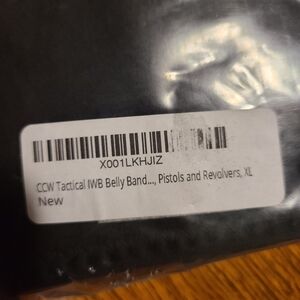 X001LKHJIZ
CCW Tactical IWB Belly Band..., Pistols and Revolvers, XL
New